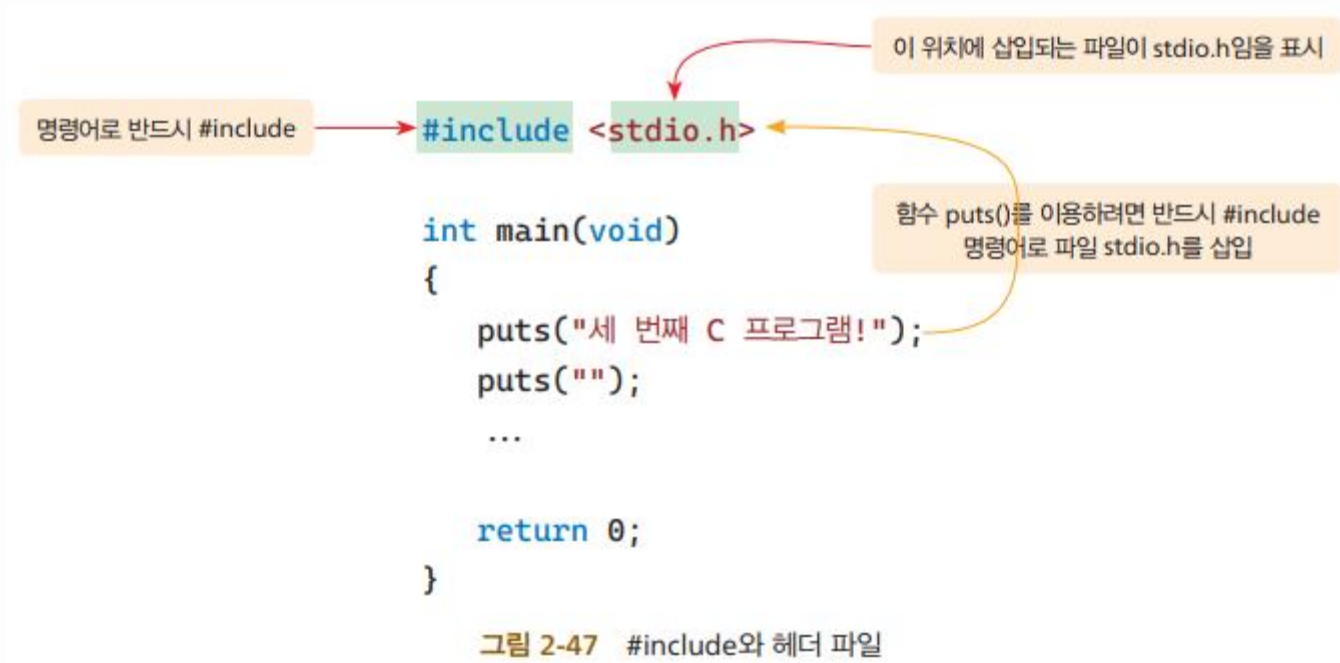 이 위치에 삽입되는 파일이 stdio.h임을 표시
명령어로 반드시 #include
#include <stdio.h>
함수 puts()를 이용하려면 반드시 #include
명령어로 파일 stdio.h를 삽입
int main(void)
{
puts("세 번째 C 프로그램!");
puts("");
...
return 0;
}
그림 2-47 #include와 헤더 파일